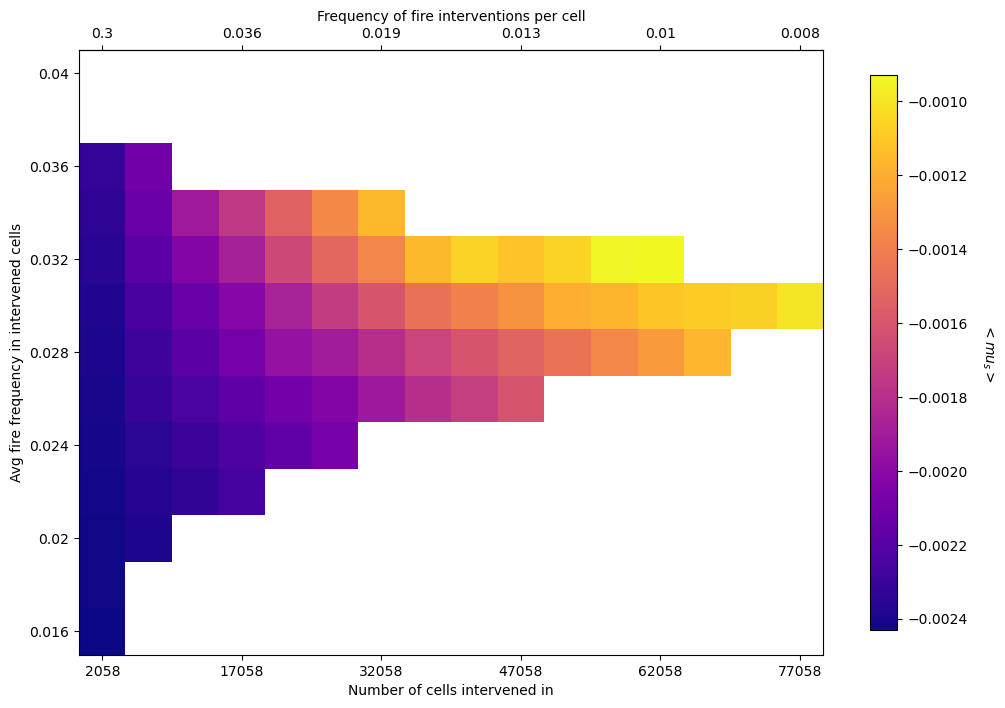 Frequency of fire interventions per cell
0.3 0.036 0.019 0.013 0.01 0.008
0.04
0.036
0.032
0.028
0.024
0.02
0.016
Avg fire frequency in intervened cells
2058 17058 32058 47058 62058 77058
Number of cells intervened in
−0.0010
−0.0012
−0.0014
−0.0016
−0.0018
−0.0020
−0.0022
−0.0024
< mu_s >